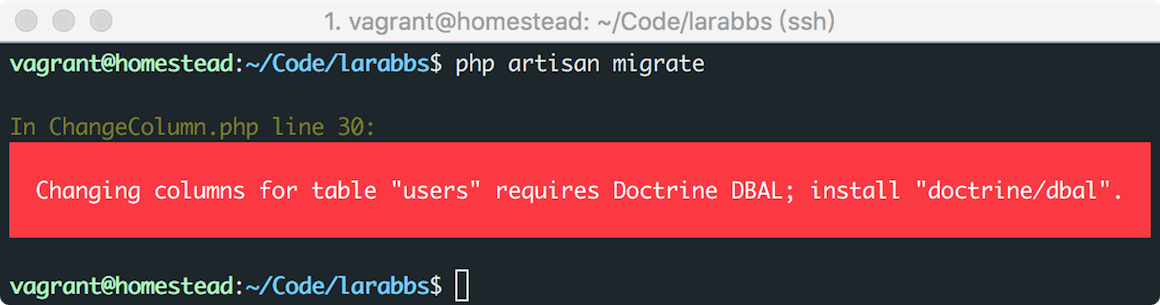 1. vagrant@homestead: ~/Code/larabbs (ssh)
vagrant@homestead:~/Code/larabbs$ php artisan migrate
In ChangeColumn.php line 30:
Changing columns for table "users" requires Doctrine DBAL; install "doctrine/dbal".
vagrant@homestead:~/Code/larabbs$